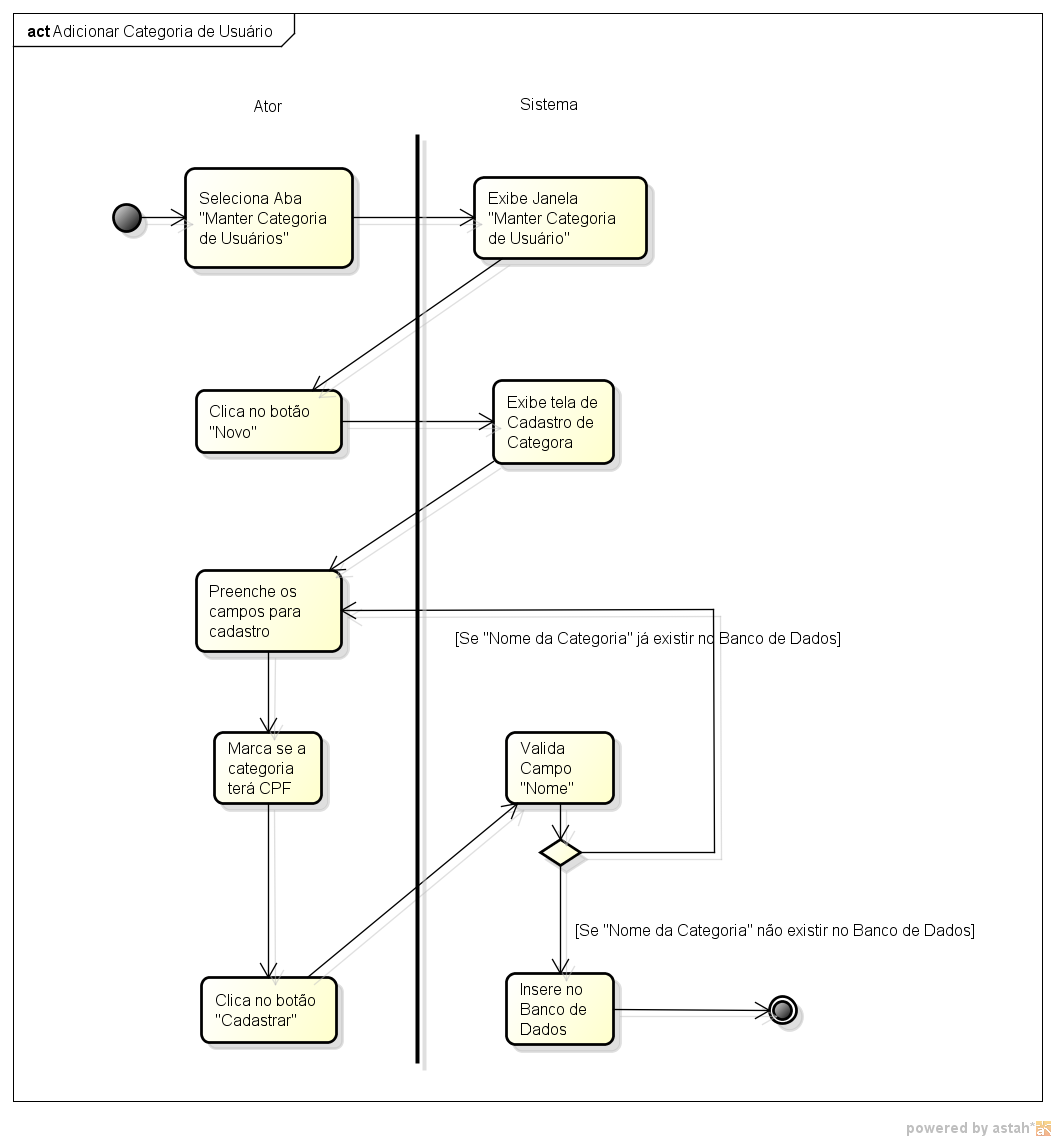 act Adicionar Categoria de Usuário
Ator
Sistema
Seleciona Aba
"Manter Categoria
de Usuários"
Exibe Janela
"Manter Categoria
de Usuário"
Clica no botão
"Novo"
Exibe tela de
Cadastro de
Categora
Preenche os
campos para
cadastro
[Se "Nome da Categoria" já existir no Banco de Dados]
Marca se a
categoria
terá CPF
Valida
Campo
"Nome"
[Se "Nome da Categoria" não existir no Banco de Dados]
Clica no botão
"Cadastrar"
Insere no
Banco de
Dados
powered by astah*